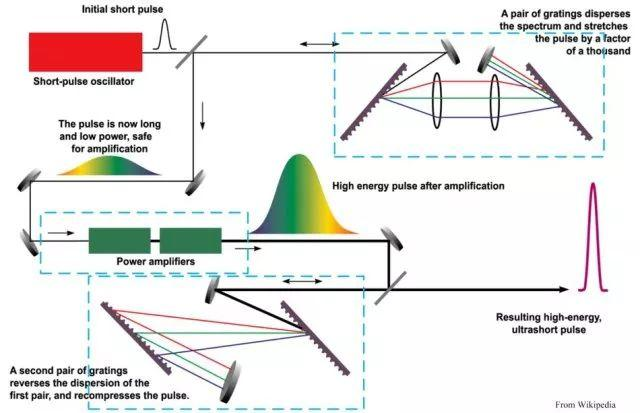 Initial short pulse
Short-pulse oscillator
A pair of gratings disperses
the spectrum and stretches
the pulse by a factor
of a thousand
The pulse is now long
and low power, safe
for amplification
High energy pulse after amplification
Power amplifiers
Resulting high-energy,
ultrashort pulse
A second pair of gratings
reverses the dispersion of the
first pair, and recompresses the pulse.
From Wikipedia